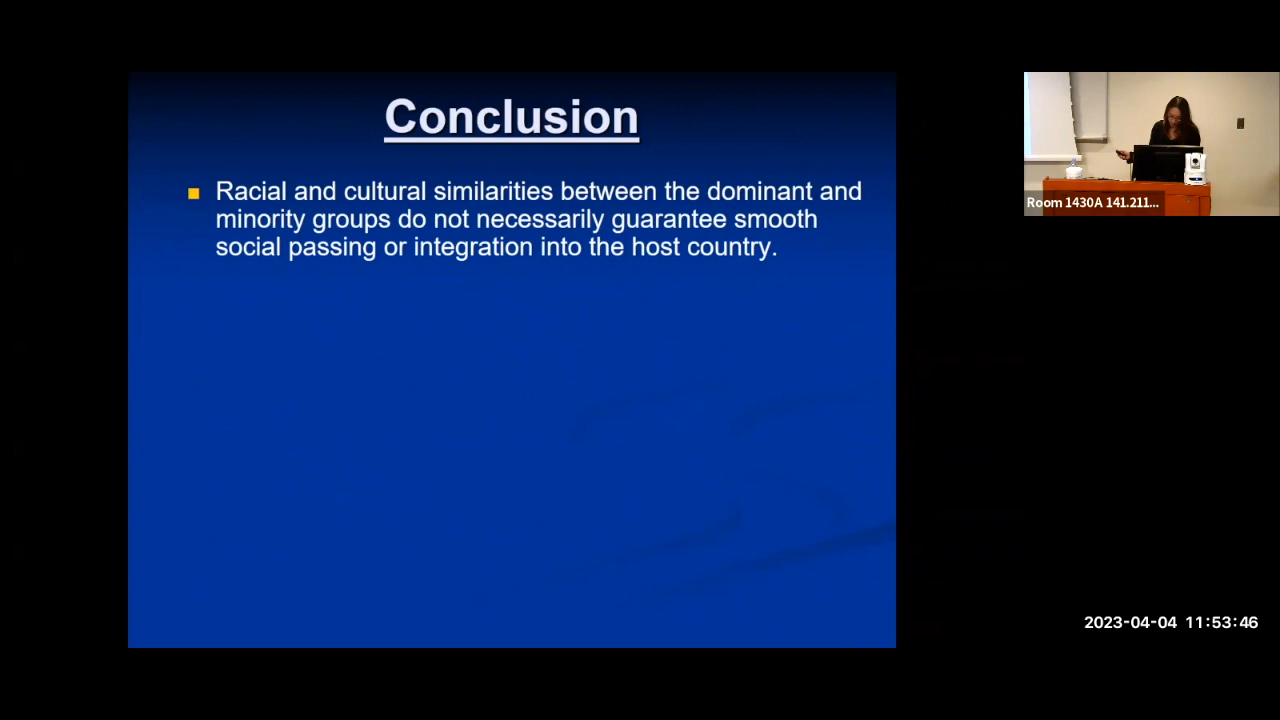 Conclusion
Racial and cultural similarities between the dominant and
minority groups do not necessarily guarantee smooth
social passing or integration into the host country.
Room 1430A 141.211...
2023-04-04 11:53:46